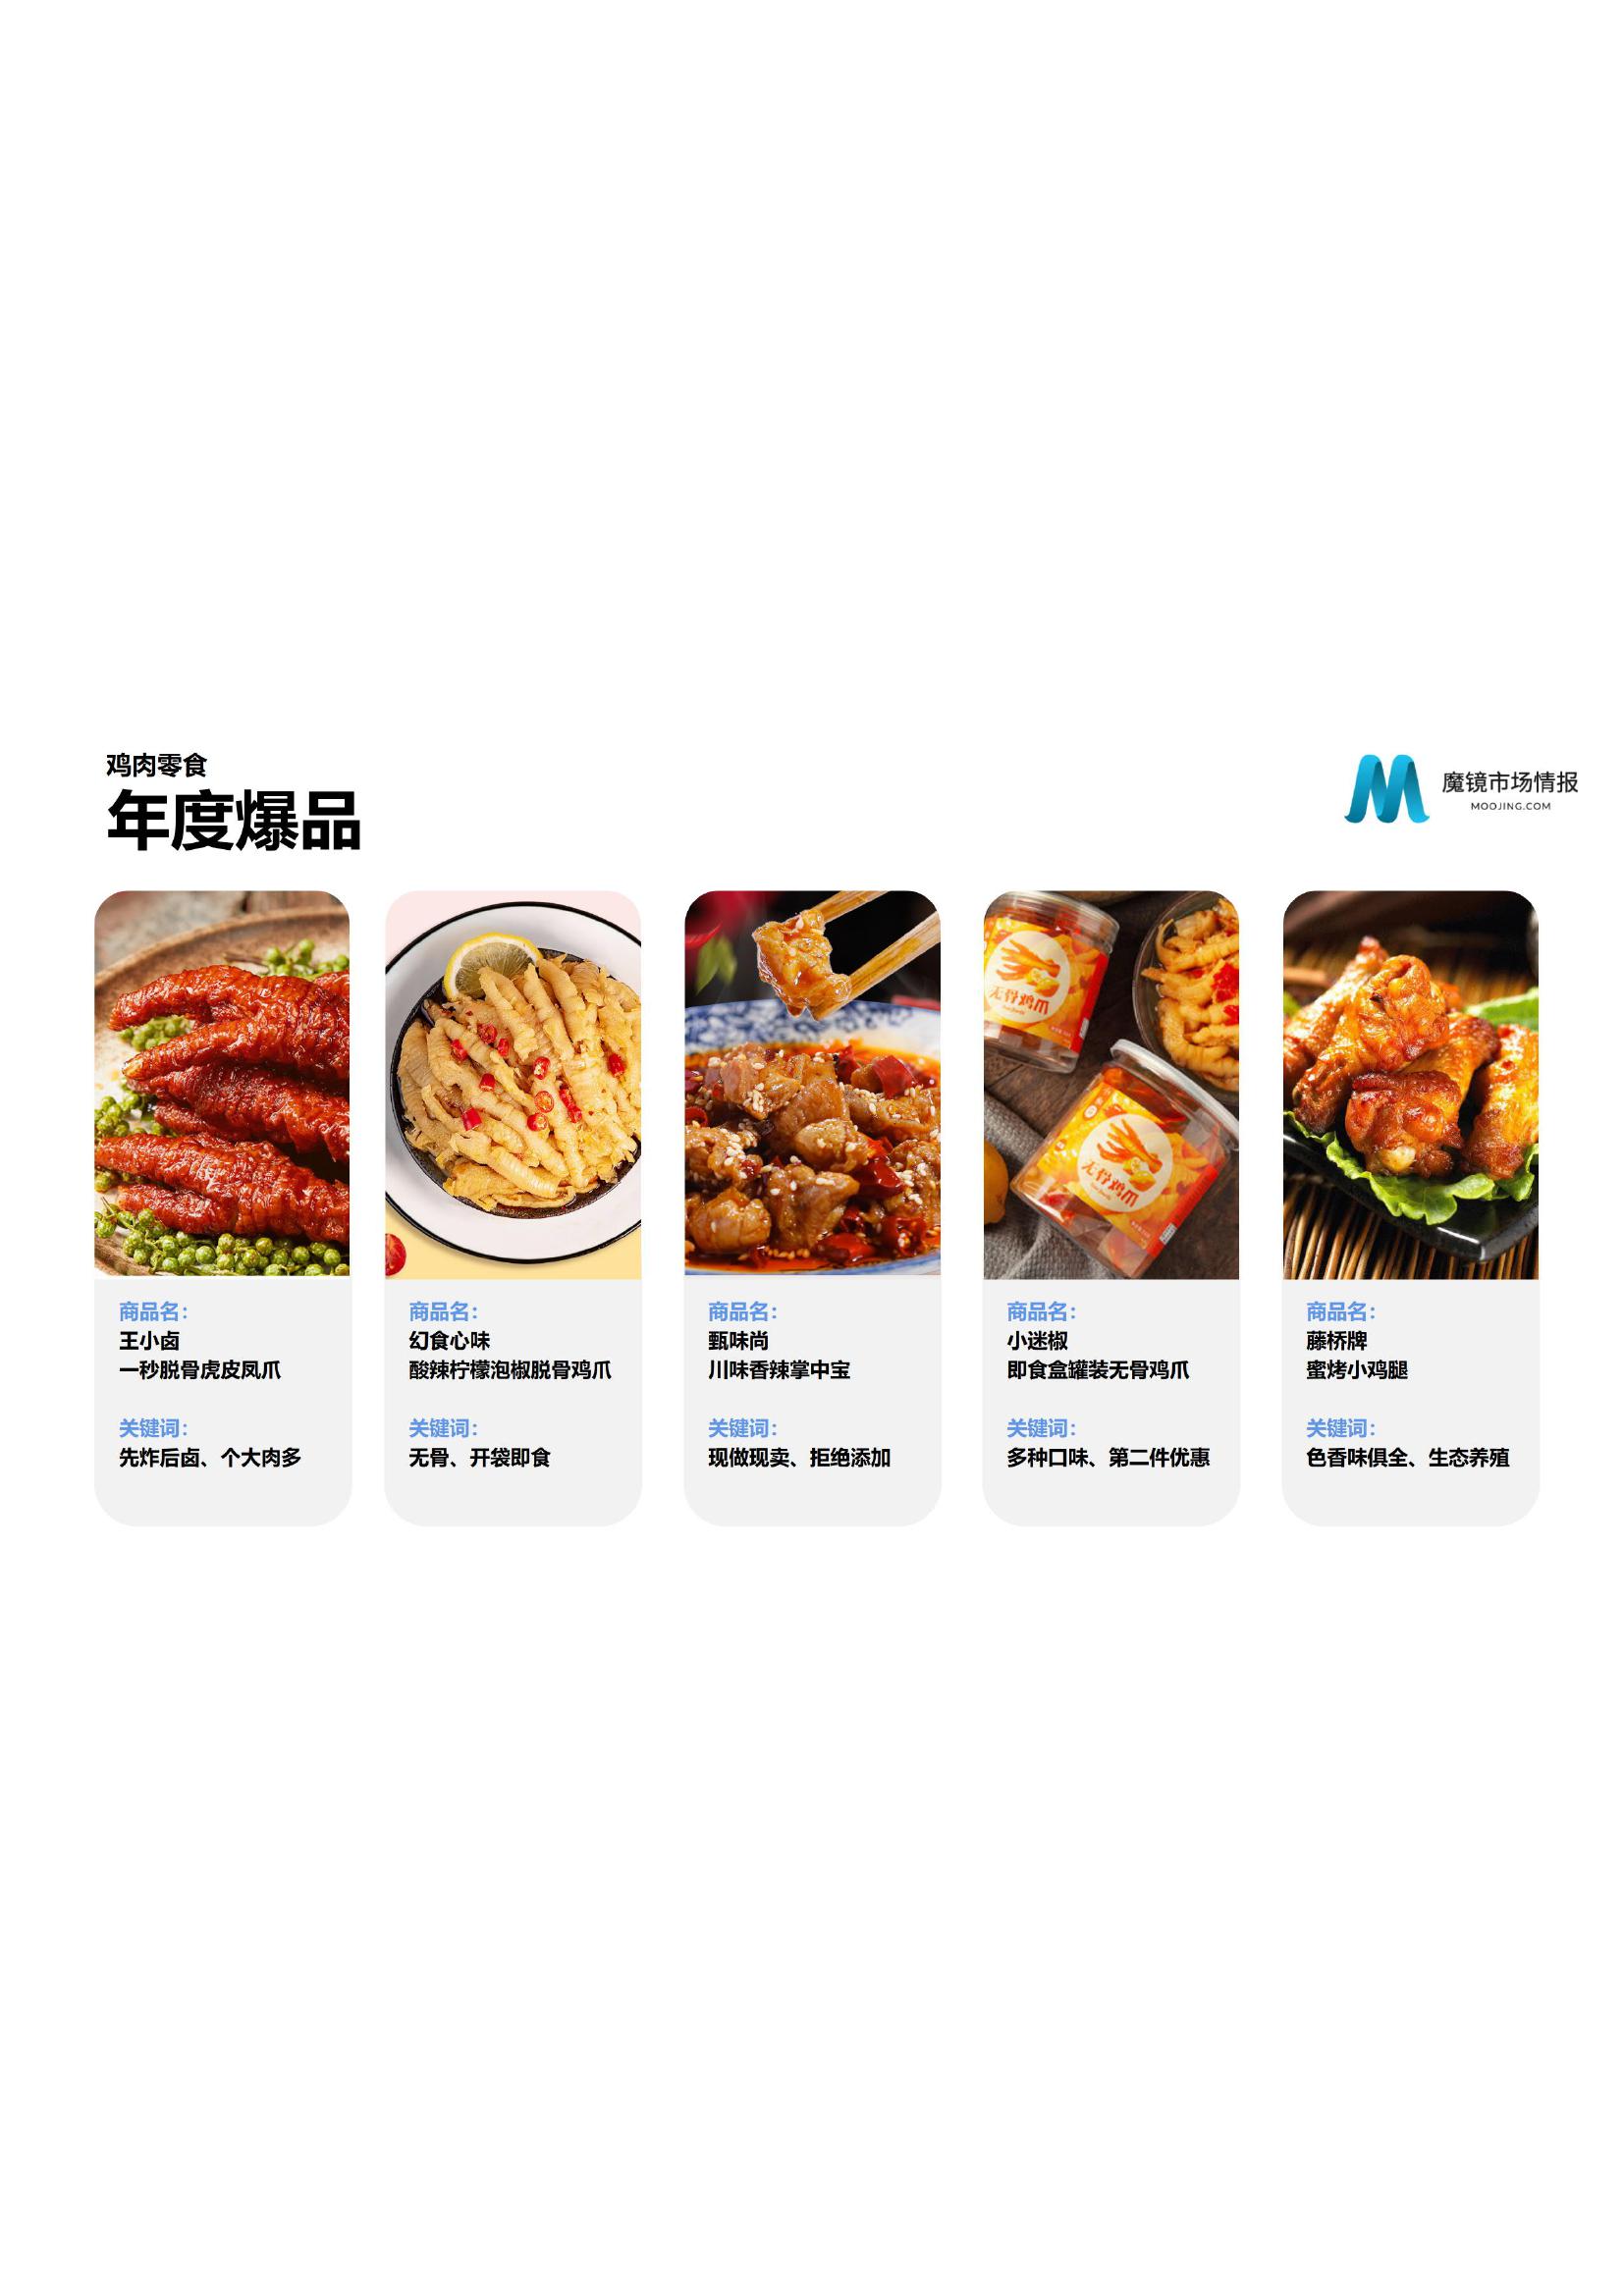 鸡肉零食
年度爆品
魔镜市场情报
MOOJING.COM
无骨鸡爪
无骨鸡爪
商品名：
王小卤
一秒脱骨虎皮凤爪
关键词：
先炸后卤、个大肉多
商品名：
幻食心味
酸辣柠檬泡椒脱骨鸡爪
关键词：
无骨、开袋即食
商品名：
甄味尚
川味香辣掌中宝
关键词：
现做现卖、拒绝添加
商品名：
小迷椒
即食盒罐装无骨鸡爪
关键词：
多种口味、第二件优惠
商品名：
藤桥牌
蜜烤小鸡腿
关键词：
色香味俱全、生态养殖